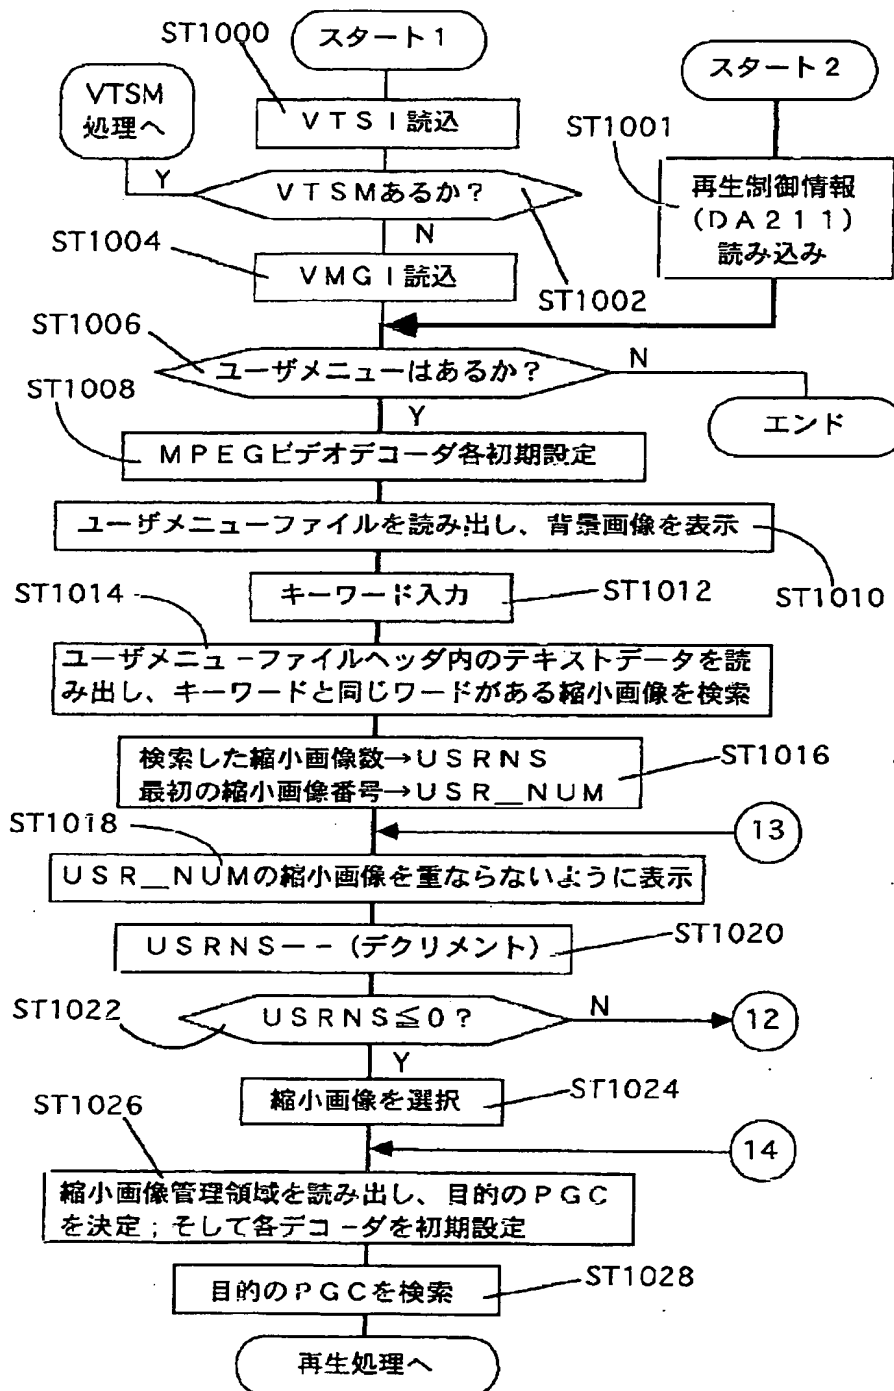 ST1000
スタート1
スタート2
VTSM
処理へ
VTSI読込
ST1001
Y
VTSMあるか?
再生制御情報
(DA211)
読み込み
ST1004
N
VMGI読込
ST1002
ST1006
ユーザメニューはあるか?
N
ST1008
Y
エンド
MPEGビデオデコーダ各初期設定
ユーザメニューファイルを読み出し、背景画像を表示
ST1010
キーワード入力
ST1012
ST1014
ユーザメニューファイルヘッダ内のテキストデータを読
み出し、キーワードと同じワードがある縮小画像を検索
検索した縮小画像数→USRNS
最初の縮小画像番号→USR__NUM
ST1016
13
ST1018
USR__NUMの縮小画像を重ならないように表示
USRNS--(デクリメント)
ST1020
ST1022
USRNS≦0?
N
12
Y
縮小画像を選択
ST1024
ST1026
14
縮小画像管理領域を読み出し、目的のPGC
を決定;そして各デコーダを初期設定
目的のPGCを検索
ST1028
再生処理へ